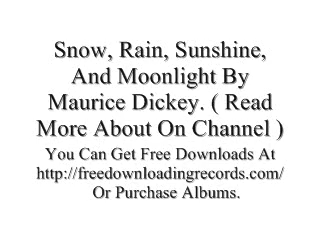 Snow, Rain, Sunshine,
And Moonlight By
Maurice Dickey. ( Read
More About On Channel )
You Can Get Free Downloads At
http://freedownloadingrecords.com/
Or Purchase Albums.